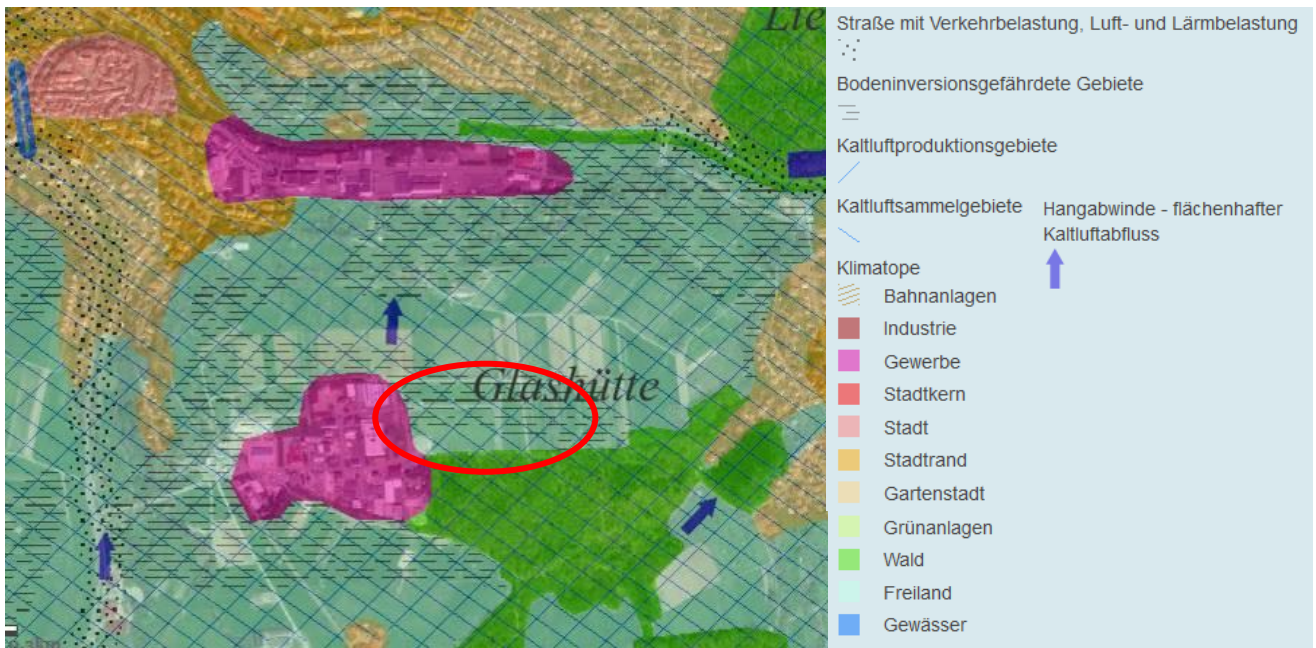 Lie
Glashütte
Straße mit Verkehrbelastung, Luft- und Lärmbelastung
Bodeninversionsgefährdete Gebiete
Kaltluftproduktionsgebiete
Kaltluftsammelgebiete
Hangabwinde - flächenhafter
Kaltluftabfluss
Klimatope
Bahnanlagen
Industrie
Gewerbe
Stadtkern
Stadt
Stadtrand
Gartenstadt
Grünanlagen
Wald
Freiland
Gewässer